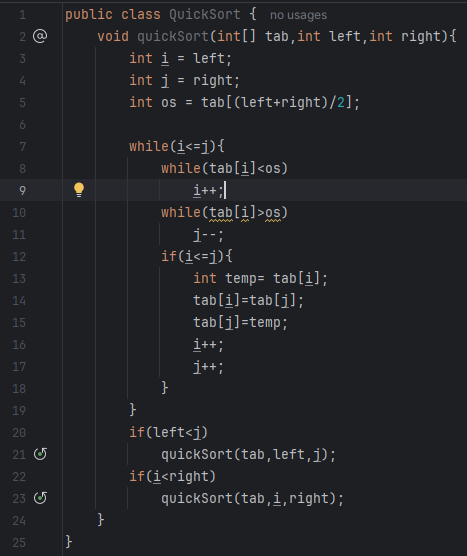 1 public class QuickSort { no usages
2 @ void quickSort(int[] tab,int left,int right){
3 int i = left;
4 int j = right;
5 int os = tab[(left+right)/2];
6
7 while(i<=j){
8 while(tab[i]<os)
9 i++;
10 while(tab[i]>os)
11 j--;
12 if(i<=j){
13 int temp= tab[i];
14 tab[i]=tab[j];
15 tab[j]=temp;
16 i++;
17 j++;
18 }
19 }
20 if(left<j)
21 quickSort(tab,left,j);
22 if(i<right)
23 quickSort(tab,i,right);
24 }
25 }